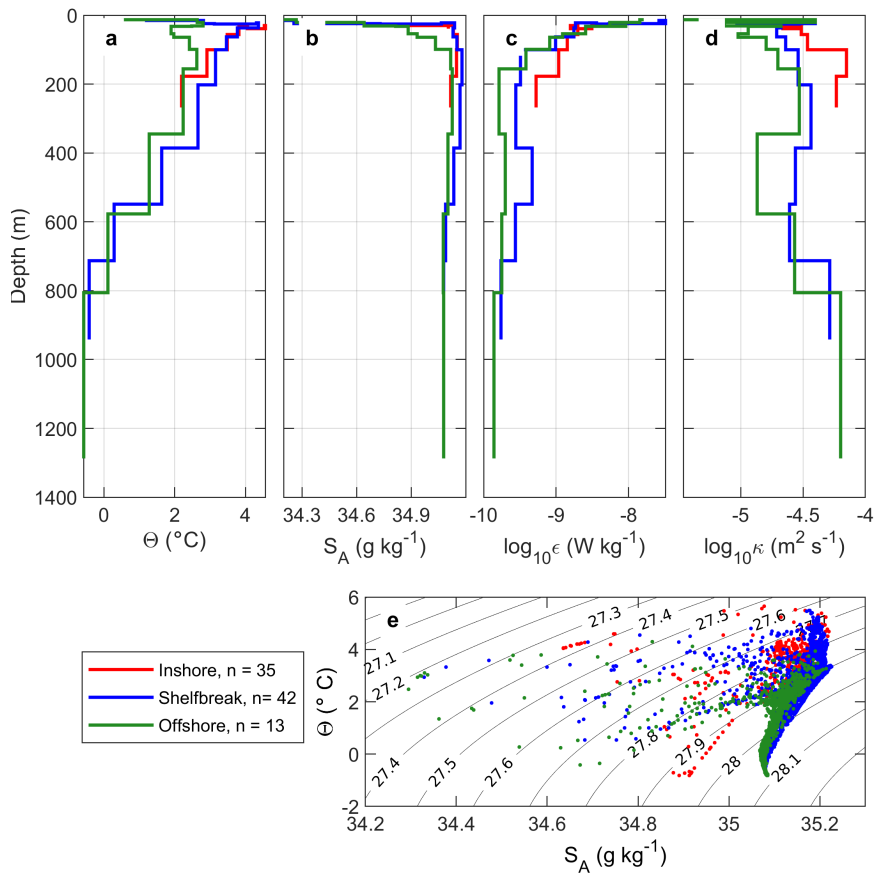 0
200
400
600
800
1000
1200
1400
Depth (m)
a
b
c
d
0 2 4
34.3 34.6 34.9
-10 -9 -8
-5 -4.5 -4
Θ (°C)
S_A (g kg⁻¹)
log₁₀ϵ (W kg⁻¹)
log₁₀κ (m² s⁻¹)
Inshore, n = 35
Shelfbreak, n= 42
Offshore, n = 13
e
6
4
2
0
-2
Θ (° C)
27.3 27.4 27.5 27.6
27.1
27.2
27.8 27.9
27.4 27.5 27.6 28 28.1
34.2 34.4 34.6 34.8 35 35.2
S_A (g kg⁻¹)